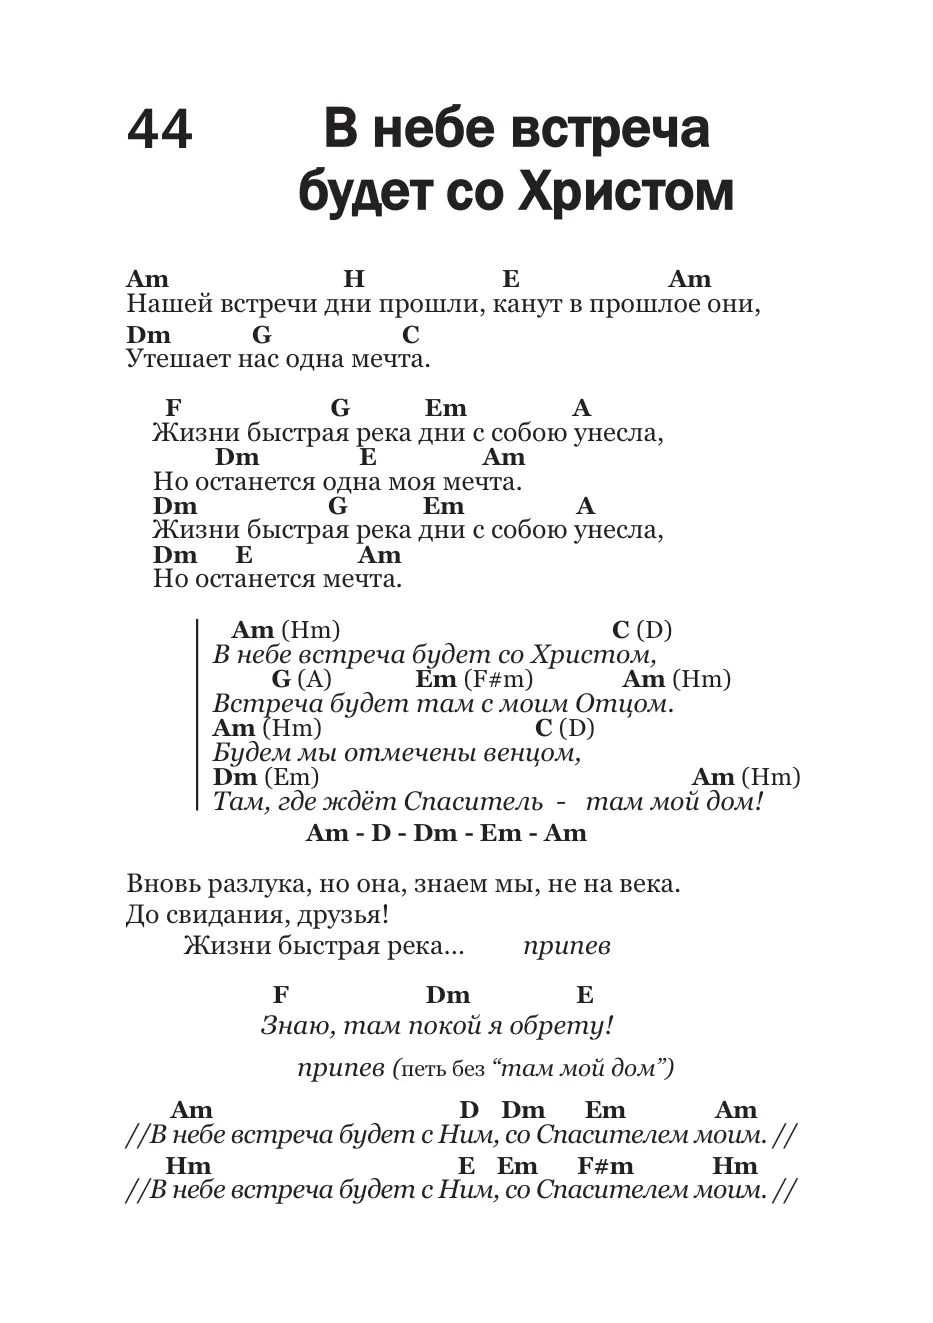 44 В небе встреча
будет со Христом
Am H E Am
Нашей встречи дни прошли, канут в прошлое они,
Dm G C
Утешает нас одна мечта.
F G Em A
Жизни быстрая река дни с собою унесла,
Dm E Am
Но останется одна моя мечта.
Dm G Em A
Жизни быстрая река дни с собою унесла,
Dm E Am
Но останется мечта.
Am (Hm) C (D)
В небе встреча будет со Христом,
G (A) Em (F#m) Am (Hm)
Встреча будет там с моим Отцом.
Am (Hm) C (D)
Будем мы отмечены венцом,
Dm (Em) Am (Hm)
Там, где ждёт Спаситель - там мой дом!
Am - D - Dm - Em - Am
Вновь разлука, но она, знаем мы, не на века.
До свидания, друзья!
Жизни быстрая река... припев
F Dm E
Знаю, там покой я обрету!
припев (петь без “там мой дом”)
Am D Dm Em Am
//В небе встреча будет с Ним, со Спасителем моим. //
Hm E Em F#m Hm
//В небе встреча будет с Ним, со Спасителем моим. //